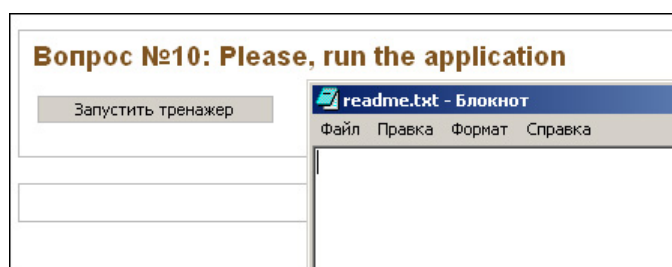 Вопрос №10: Please, run the application
Запустить тренажер
readme.txt - Блокнот
Файл Правка Формат Справка